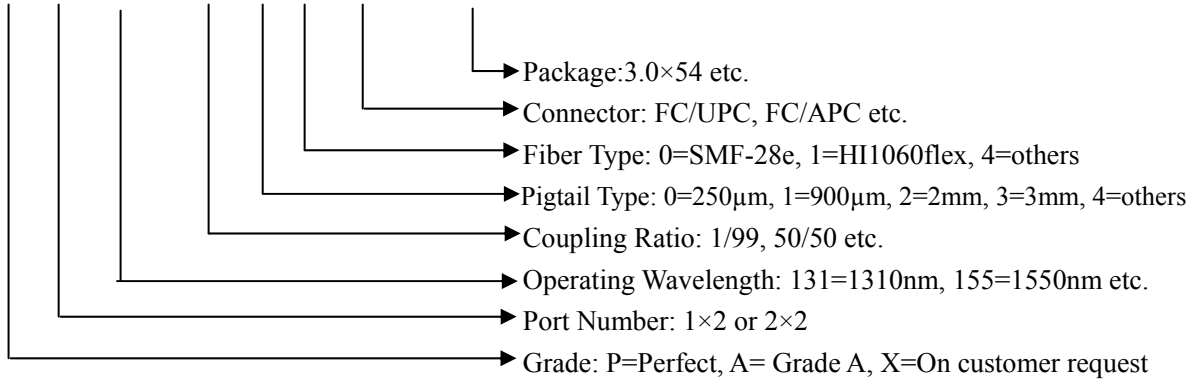 Package:3.0×54 etc.
Connector: FC/UPC, FC/APC etc.
Fiber Type: 0=SMF-28e, 1=HI1060flex, 4=others
Pigtail Type: 0=250µm, 1=900µm, 2=2mm, 3=3mm, 4=others
Coupling Ratio: 1/99, 50/50 etc.
Operating Wavelength: 131=1310nm, 155=1550nm etc.
Port Number: 1×2 or 2×2
Grade: P=Perfect, A= Grade A, X=On customer request